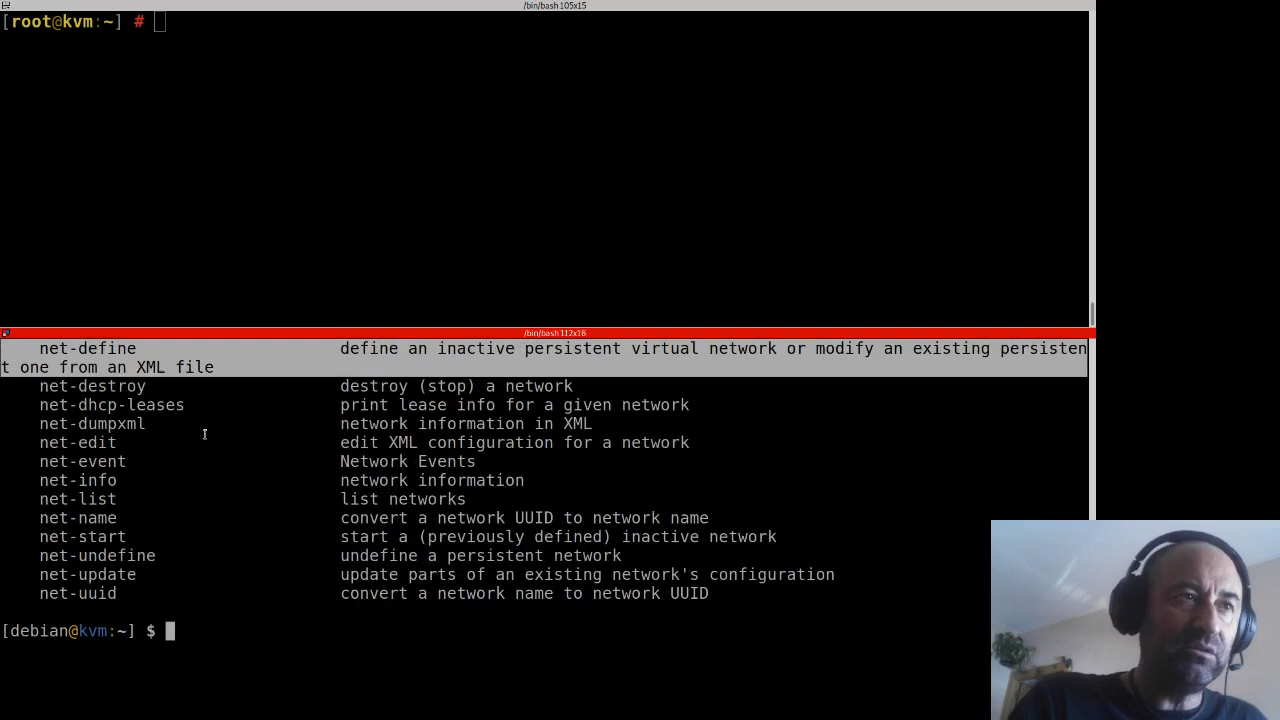 /bin/bash 105x15
[root@kvm:~] #
/bin/bash 112x16
net-define define an inactive persistent virtual network or modify an existing persisten
t one from an XML file
net-destroy destroy (stop) a network
net-dhcp-leases print lease info for a given network
net-dumpxml network information in XML
net-edit edit XML configuration for a network
net-event Network Events
net-info network information
net-list list networks
net-name convert a network UUID to network name
net-start start a (previously defined) inactive network
net-undefine undefine a persistent network
net-update update parts of an existing network's configuration
net-uuid convert a network name to network UUID
[debian@kvm:~] $